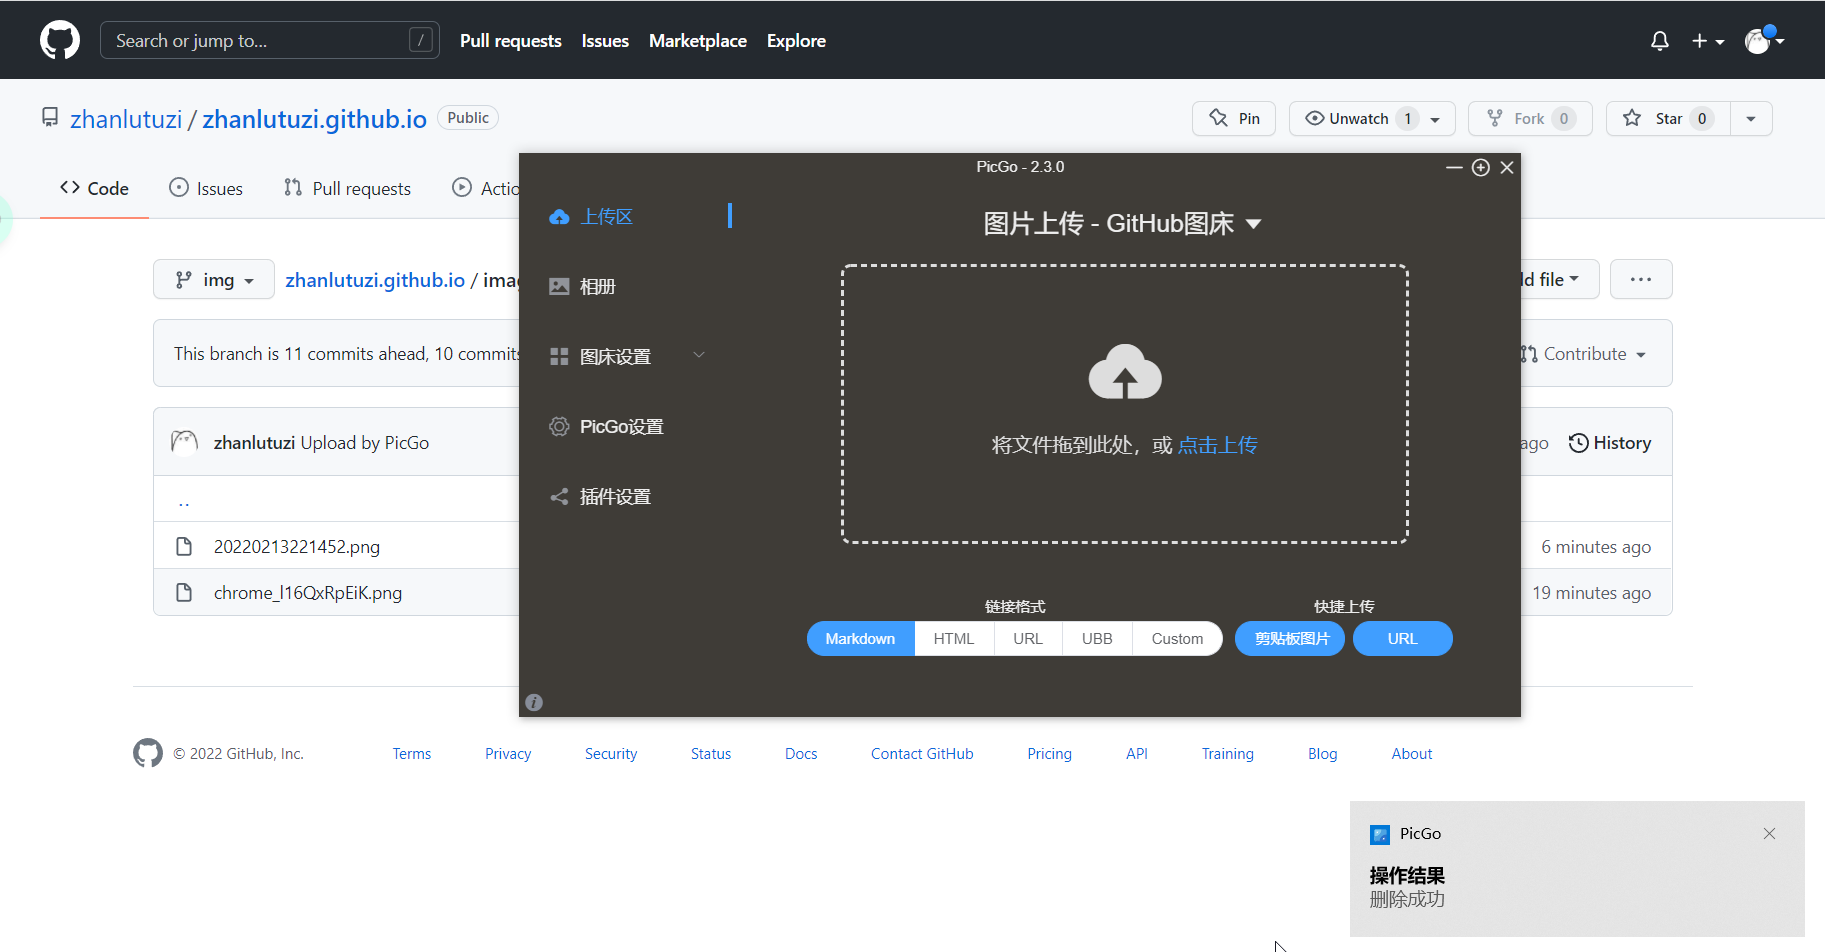 Search or jump to...
/
Pull requests
Issues
Marketplace
Explore
zhanlutuzi / zhanlutuzi.github.io
Public
Pin
Unwatch 1
Fork 0
Star 0
Code
Issues
Pull requests
Actio
PicGo - 2.3.0
上传区
相册
图床设置
PicGo设置
插件设置
图片上传 - GitHub图床
将文件拖到此处，或 点击上传
链接格式
快捷上传
Markdown
HTML
URL
UBB
Custom
剪贴板图片
URL
img
zhanlutuzi.github.io / ima
d file
This branch is 11 commits ahead, 10 commits
Contribute
zhanlutuzi Upload by PicGo
ago
History
..
20220213221452.png
6 minutes ago
chrome_l16QxRpEiK.png
19 minutes ago
© 2022 GitHub, Inc.
Terms
Privacy
Security
Status
Docs
Contact GitHub
Pricing
API
Training
Blog
About
PicGo
操作结果
删除成功